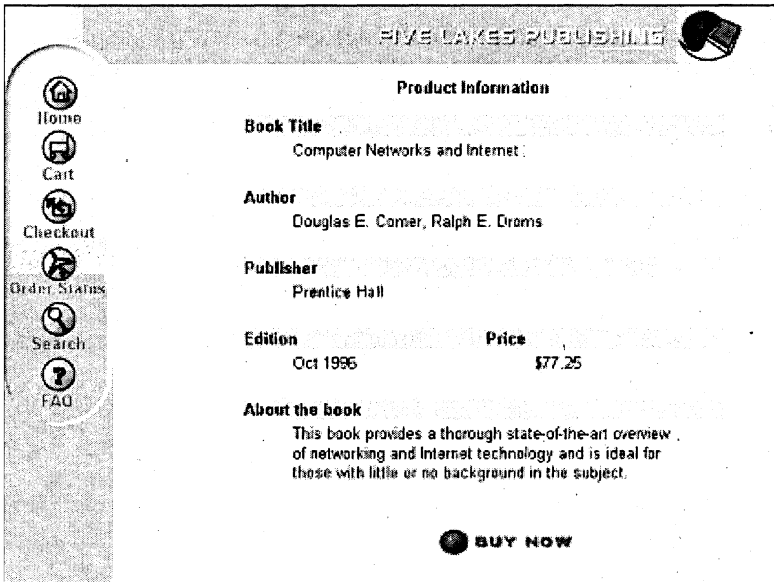 FIVE LAKES PUBLISHING
Home
Cart
Checkout
Order Status
Search
FAQ
Product Information
Book Title
Computer Networks and Internet
Author
Douglas E. Comer, Ralph E. Droms
Publisher
Prentice Hall
Edition Price
Oct 1996 $77.25
About the book
This book provides a thorough state-of-the-art overview
of networking and Internet technology and is ideal for
those with little or no background in the subject.
BUY NOW